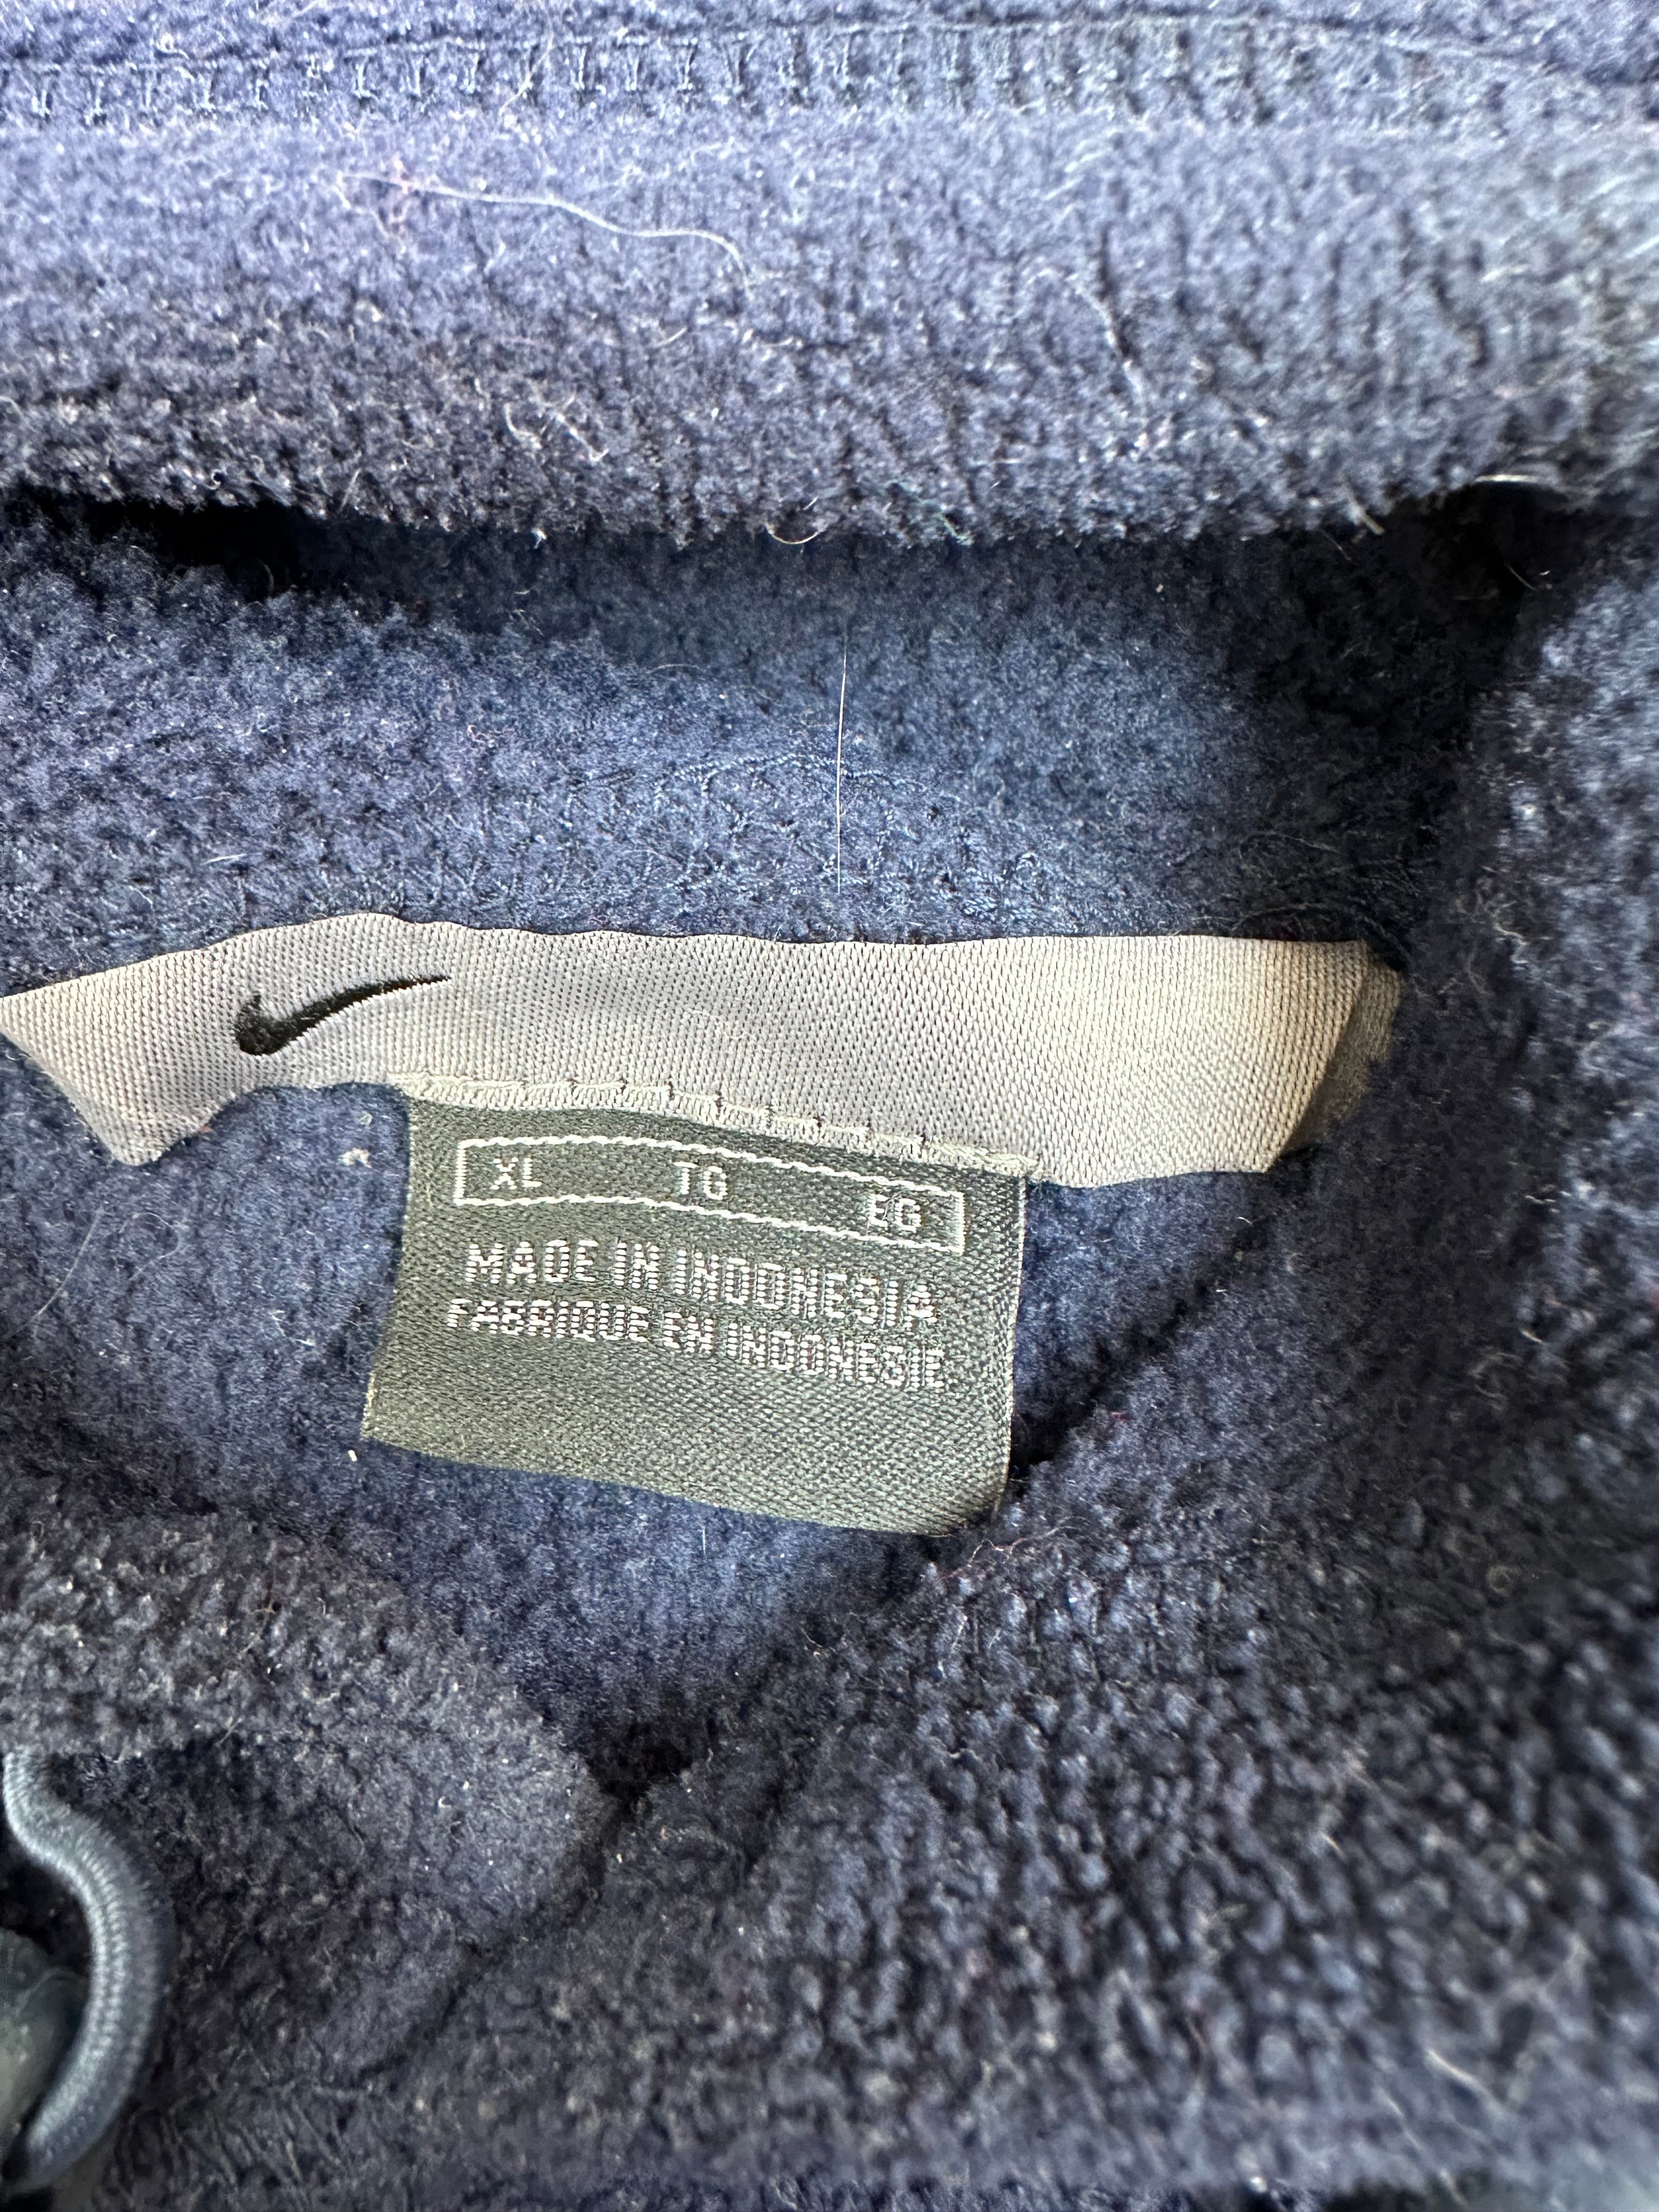 XL TG EG
MADE IN INDONESIA
FABRIQUE EN INDONESIE